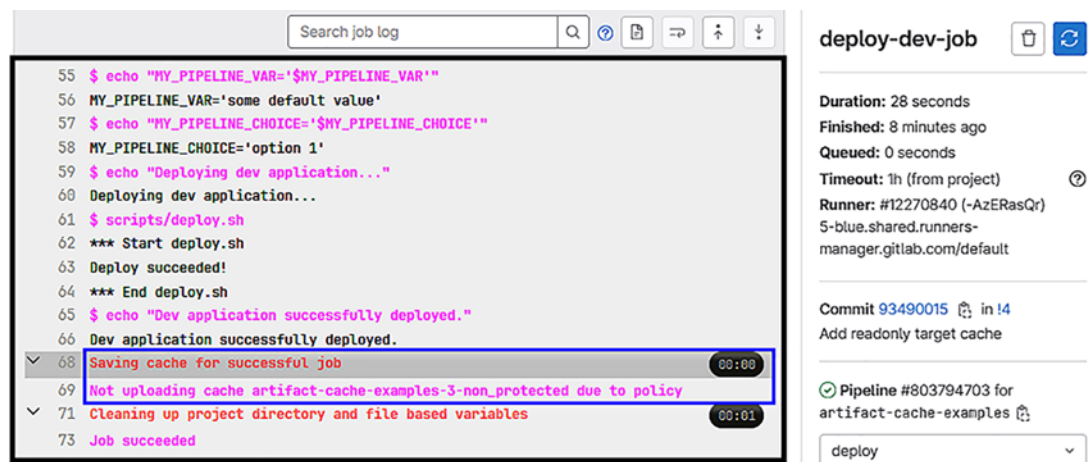 Search job log
55 $ echo "MY_PIPELINE_VAR='$MY_PIPELINE_VAR'"
56 MY_PIPELINE_VAR='some default value'
57 $ echo "MY_PIPELINE_CHOICE='$MY_PIPELINE_CHOICE'"
58 MY_PIPELINE_CHOICE='option 1'
59 $ echo "Deploying dev application..."
60 Deploying dev application...
61 $ scripts/deploy.sh
62 *** Start deploy.sh
63 Deploy succeeded!
64 *** End deploy.sh
65 $ echo "Dev application successfully deployed."
66 Dev application successfully deployed.
68 Saving cache for successful job 00:00
69 Not uploading cache artifact-cache-examples-3-non_protected due to policy
71 Cleaning up project directory and file based variables 00:01
73 Job succeeded
deploy-dev-job
Duration: 28 seconds
Finished: 8 minutes ago
Queued: 0 seconds
Timeout: 1h (from project)
Runner: #12270840 (-AzERasQr)
5-blue.shared.runners-
manager.gitlab.com/default
Commit 93490015 in !4
Add readonly target cache
Pipeline #803794703 for
artifact-cache-examples
deploy